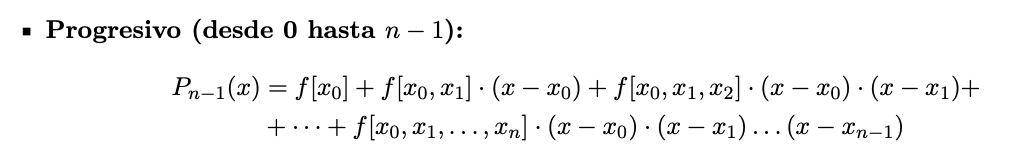 ▪ Progresivo (desde 0 hasta n − 1):
P_{n−1}(x) = f[x_0] + f[x_0, x_1] · (x − x_0) + f[x_0, x_1, x_2] · (x − x_0) · (x − x_1)+
+ · · · + f[x_0, x_1, . . . , x_n] · (x − x_0) · (x − x_1) . . . (x − x_{n−1})